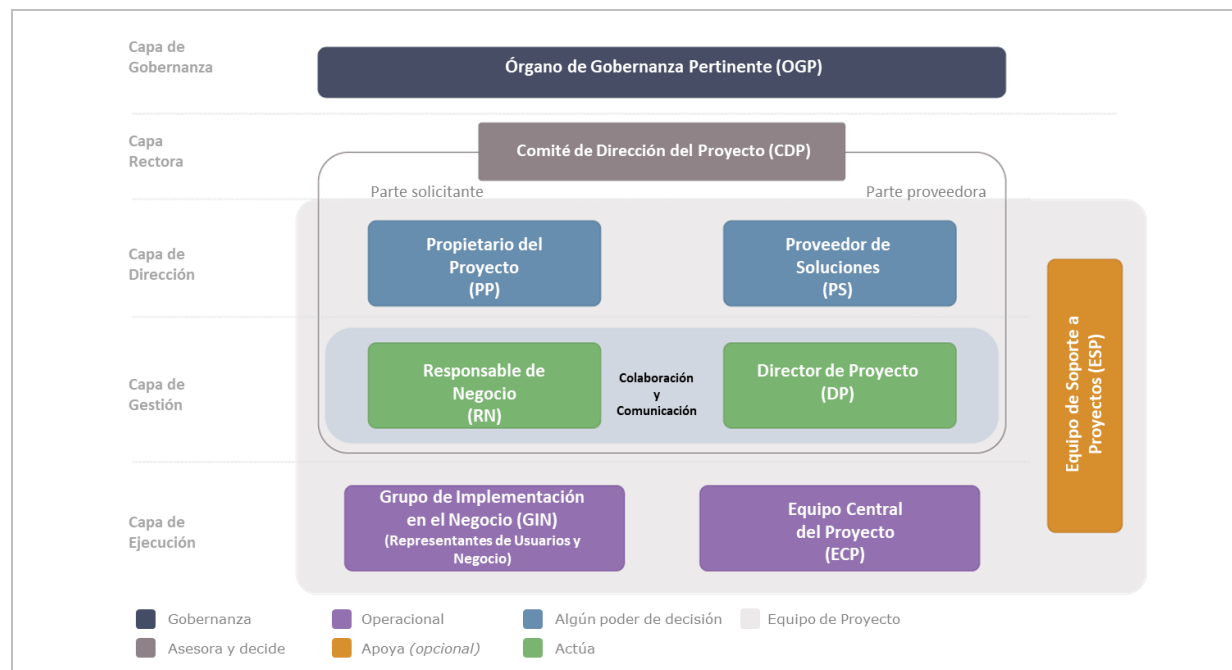 Capa de
Gobernanza
Órgano de Gobernanza Pertinente (OGP)
Capa
Rectora
Comité de Dirección del Proyecto (CDP)
Parte solicitante
Parte proveedora
Capa de
Dirección
Propietario del
Proyecto
(PP)
Proveedor de
Soluciones
(PS)
Capa de
Gestión
Responsable de
Negocio
(RN)
Colaboración
y
Comunicación
Director de Proyecto
(DP)
Equipo de Soporte a
Proyectos (ESP)
Capa de
Ejecución
Grupo de Implementación
en el Negocio (GIN)
(Representantes de Usuarios y
Negocio)
Equipo Central
del Proyecto
(ECP)
Gobernanza
Operacional
Algún poder de decisión
Equipo de Proyecto
Asesora y decide
Apoya (opcional)
Actúa